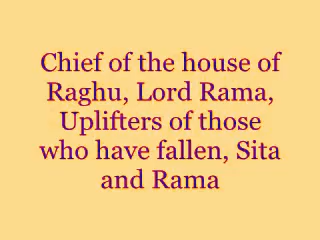 Chief of the house of
Raghu, Lord Rama,
Uplifters of those
who have fallen, Sita
and Rama